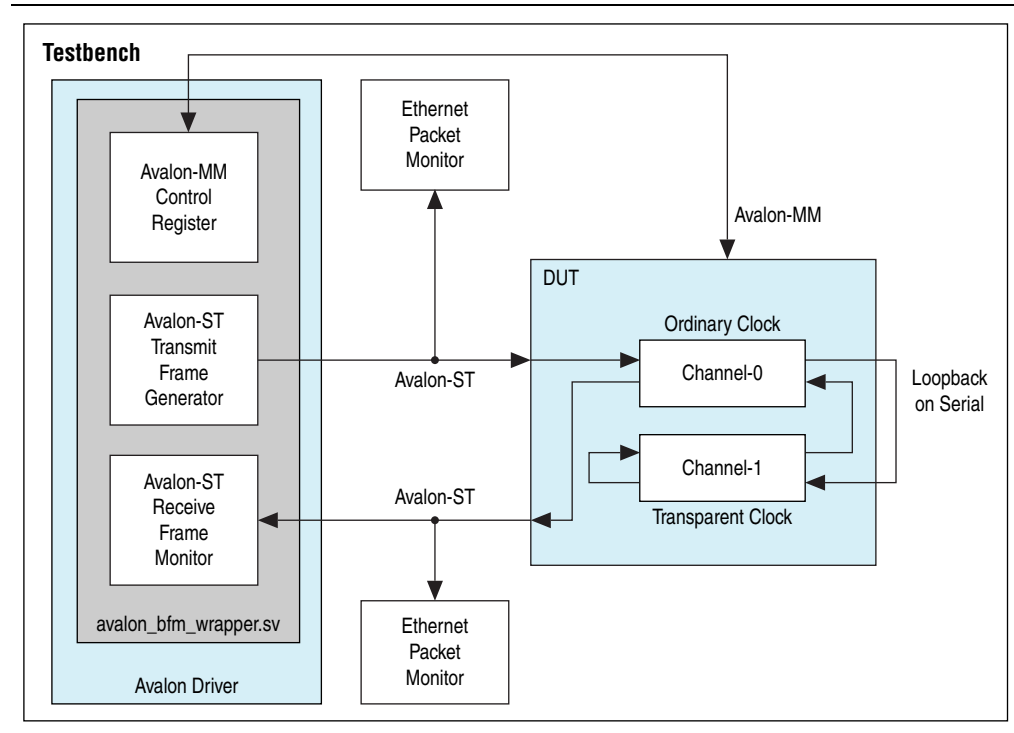 Testbench
Ethernet
Packet
Monitor
Avalon-MM
Control
Register
Avalon-MM
DUT
Ordinary Clock
Avalon-ST
Transmit
Frame
Generator
Avalon-ST
Channel-0
Loopback
on Serial
Channel-1
Transparent Clock
Avalon-ST
Receive
Frame
Monitor
Avalon-ST
avalon_bfm_wrapper.sv
Ethernet
Packet
Monitor
Avalon Driver